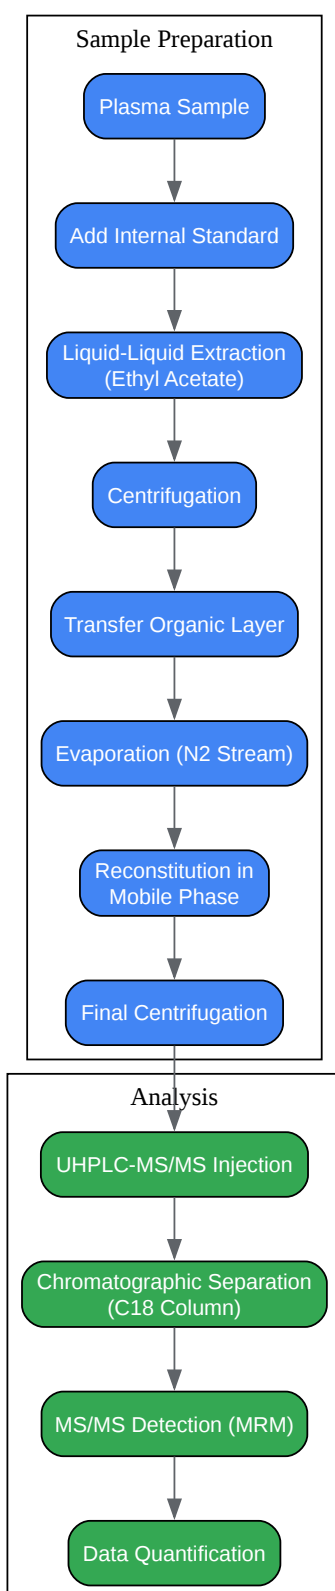 Sample Preparation
Plasma Sample
Add Internal Standard
Liquid-Liquid Extraction
(Ethyl Acetate)
Centrifugation
Transfer Organic Layer
Evaporation (N2 Stream)
Reconstitution in
Mobile Phase
Final Centrifugation
Analysis
UHPLC-MS/MS Injection
Chromatographic Separation
(C18 Column)
MS/MS Detection (MRM)
Data Quantification